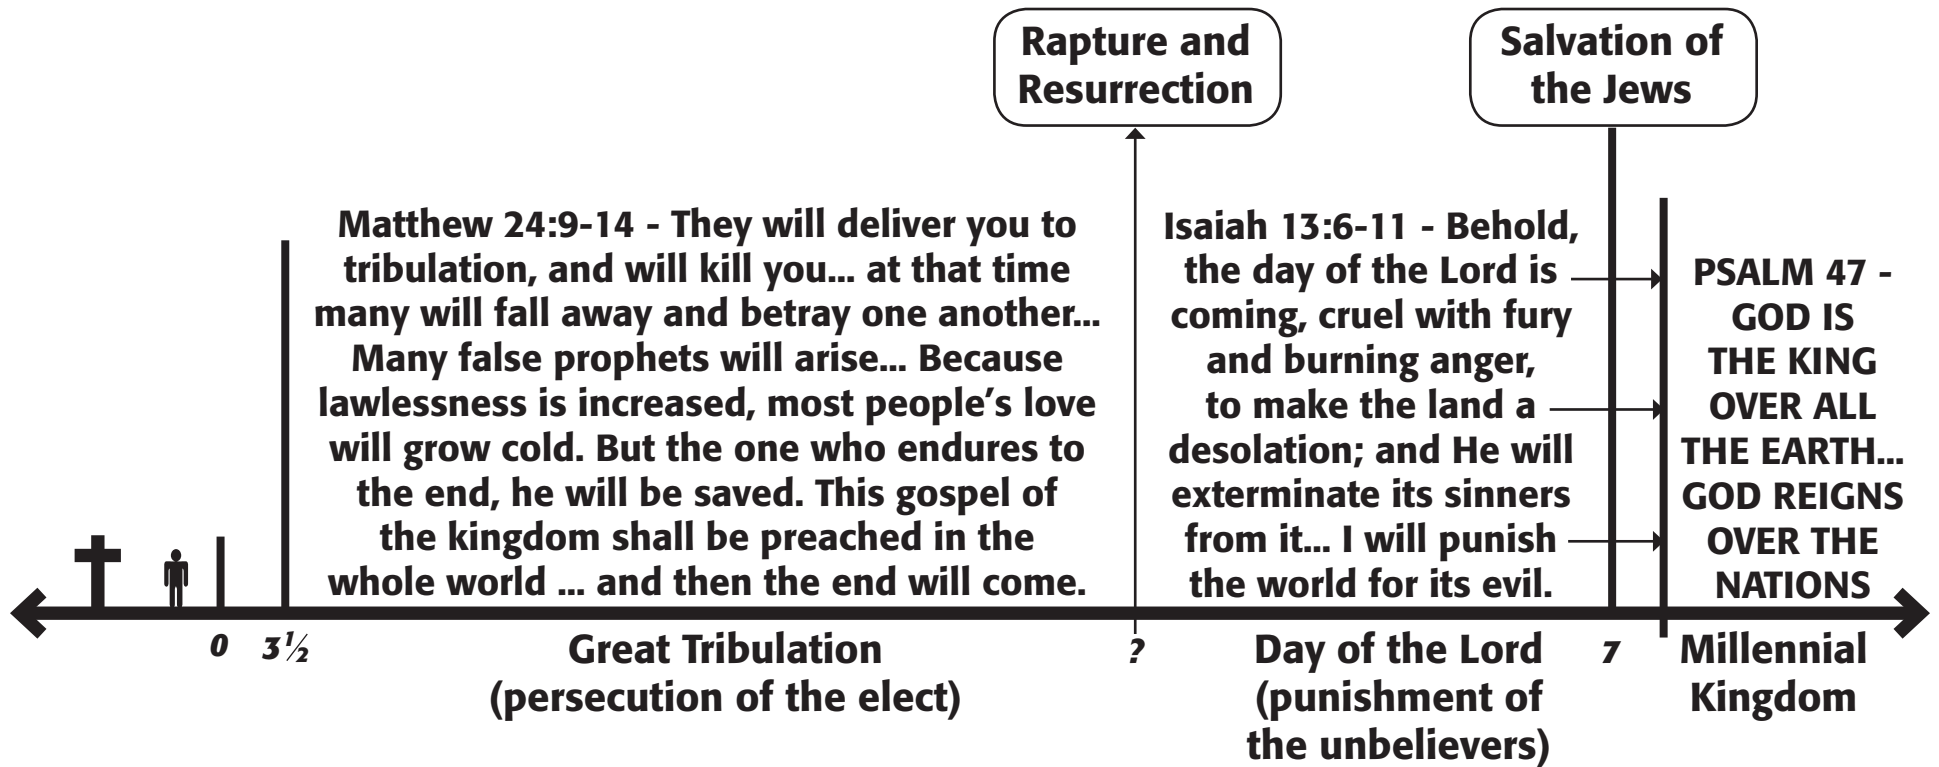 Rapture and
Resurrection
Salvation of
the Jews
Matthew 24:9-14 - They will deliver you to
tribulation, and will kill you... at that time
many will fall away and betray one another...
Many false prophets will arise... Because
lawlessness is increased, most people’s love
will grow cold. But the one who endures to
the end, he will be saved. This gospel of
the kingdom shall be preached in the
whole world ... and then the end will come.
Isaiah 13:6-11 - Behold,
the day of the Lord is
coming, cruel with fury
and burning anger,
to make the land a
desolation; and He will
exterminate its sinners
from it... I will punish
the world for its evil.
PSALM 47 -
GOD IS
THE KING
OVER ALL
THE EARTH...
GOD REIGNS
OVER THE
NATIONS
0
3½
Great Tribulation
(persecution of the elect)
?
Day of the Lord
(punishment of
the unbelievers)
7
Millennial
Kingdom